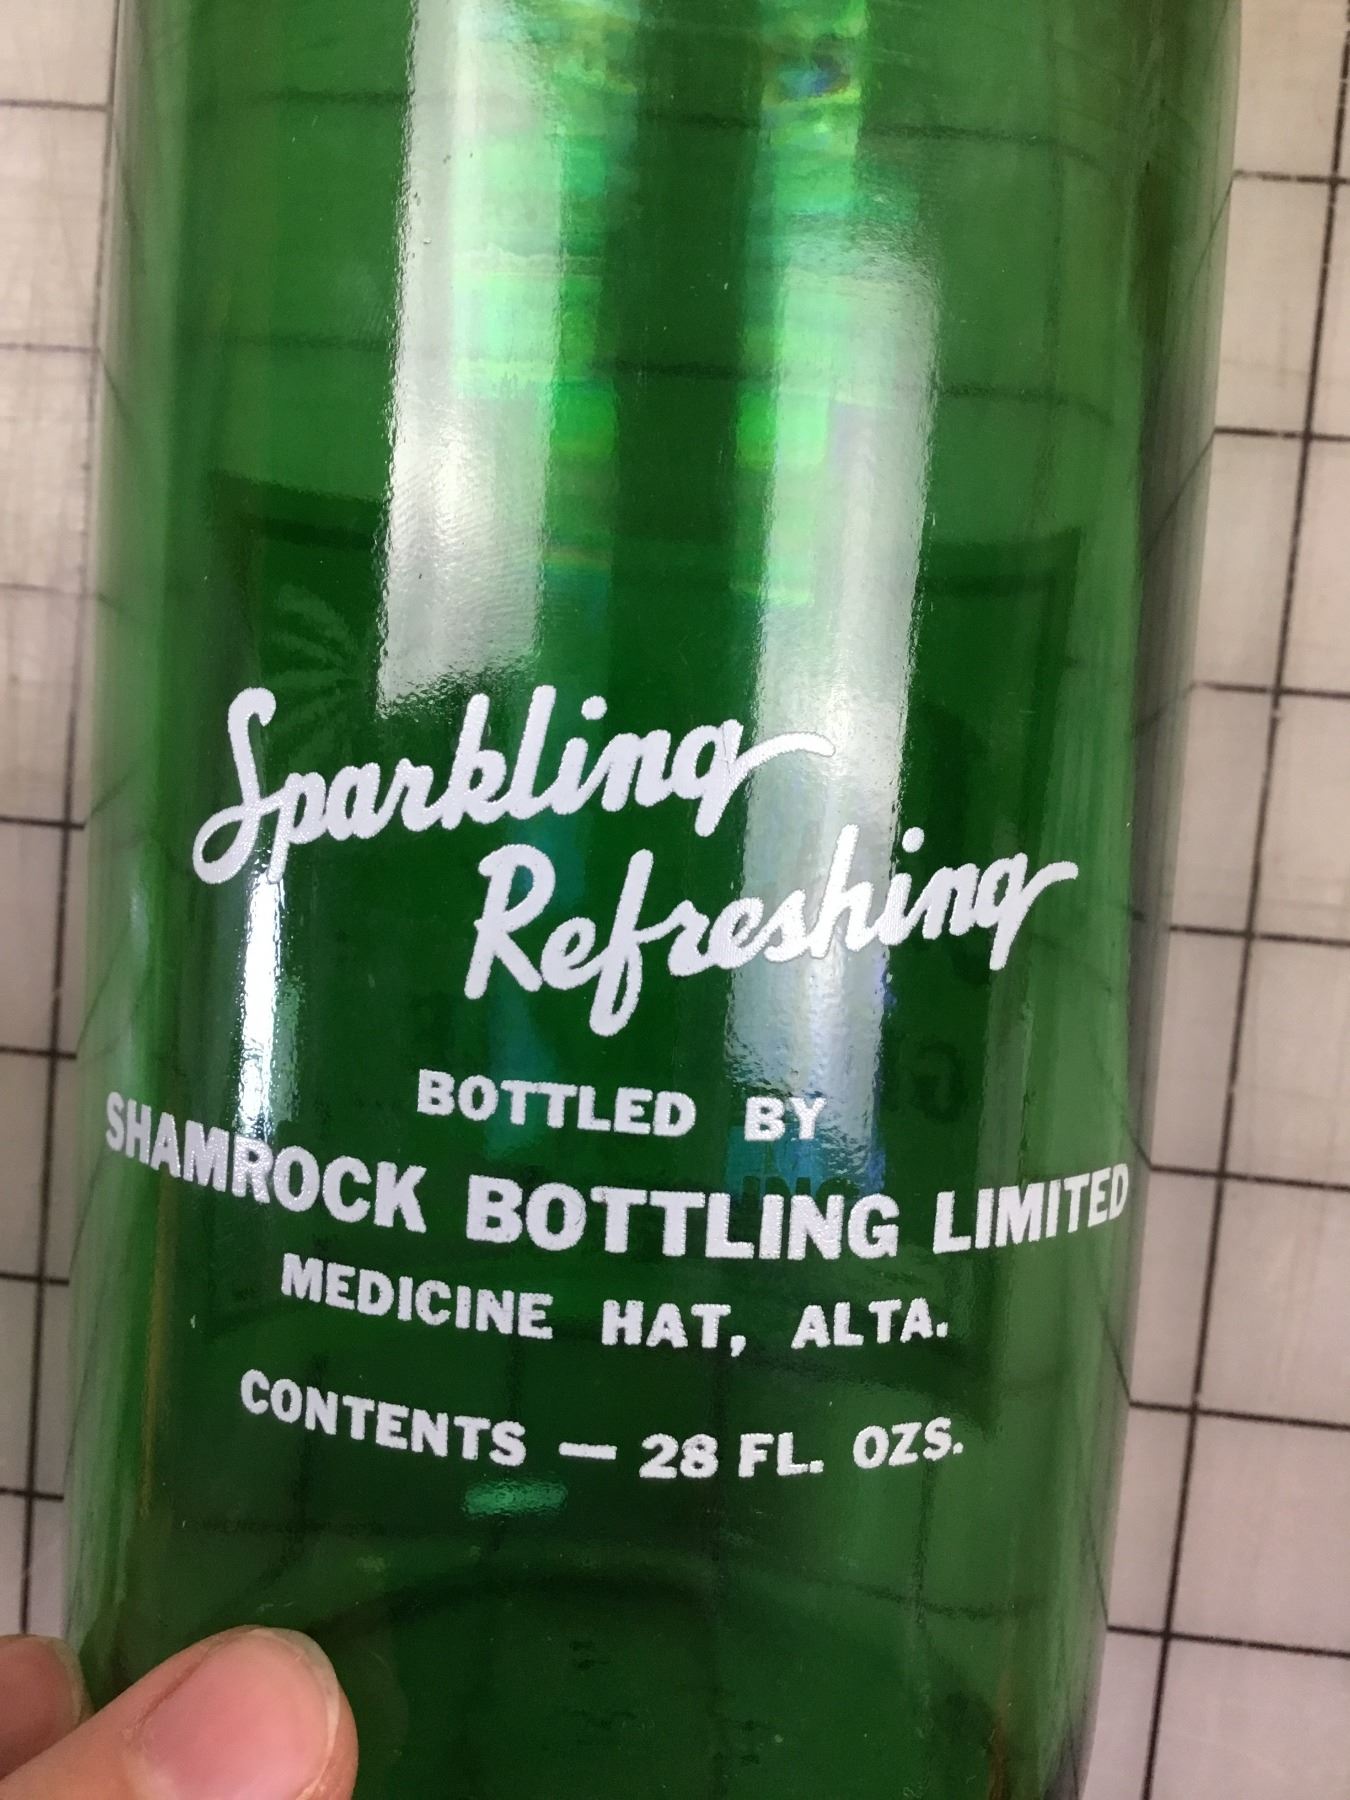 Sparkling
Refreshing
BOTTLED BY
SHAMROCK BOTTLING LIMITED
MEDICINE HAT, ALTA.
CONTENTS — 28 FL. OZS.